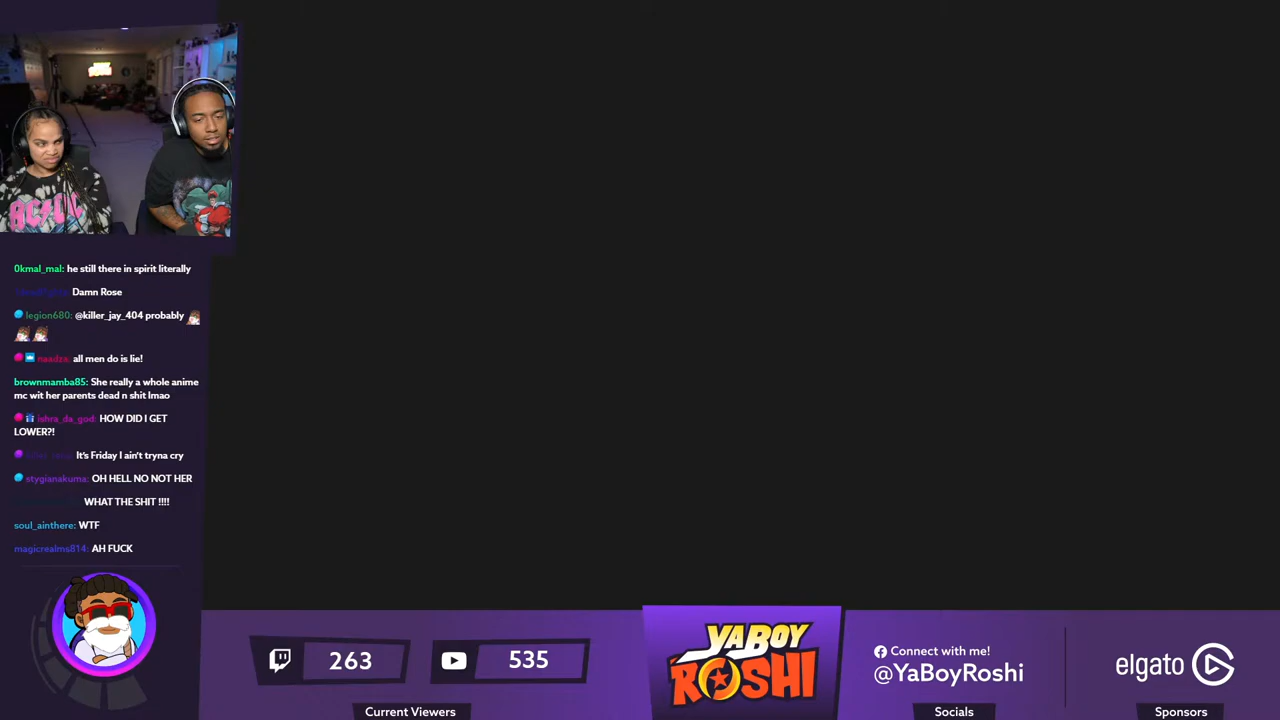 0kmal_mal: he still there in spirit literally
Damn Rose
legion680: @killer_jay_404 probably
naadza: all men do is lie!
brownmamba85: She really a whole anime
mc wit her parents dead n shit lmao
ishra_da_god: HOW DID I GET
LOWER?!
It's Friday I ain't tryna cry
stygianakuma: OH HELL NO NOT HER
WHAT THE SHIT !!!!
soul_ainthere: WTF
magicrealms814: AH FUCK
263
535
Current Viewers
YABOY
ROSHI
Connect with me!
@YaBoyRoshi
Socials
elgato
Sponsors